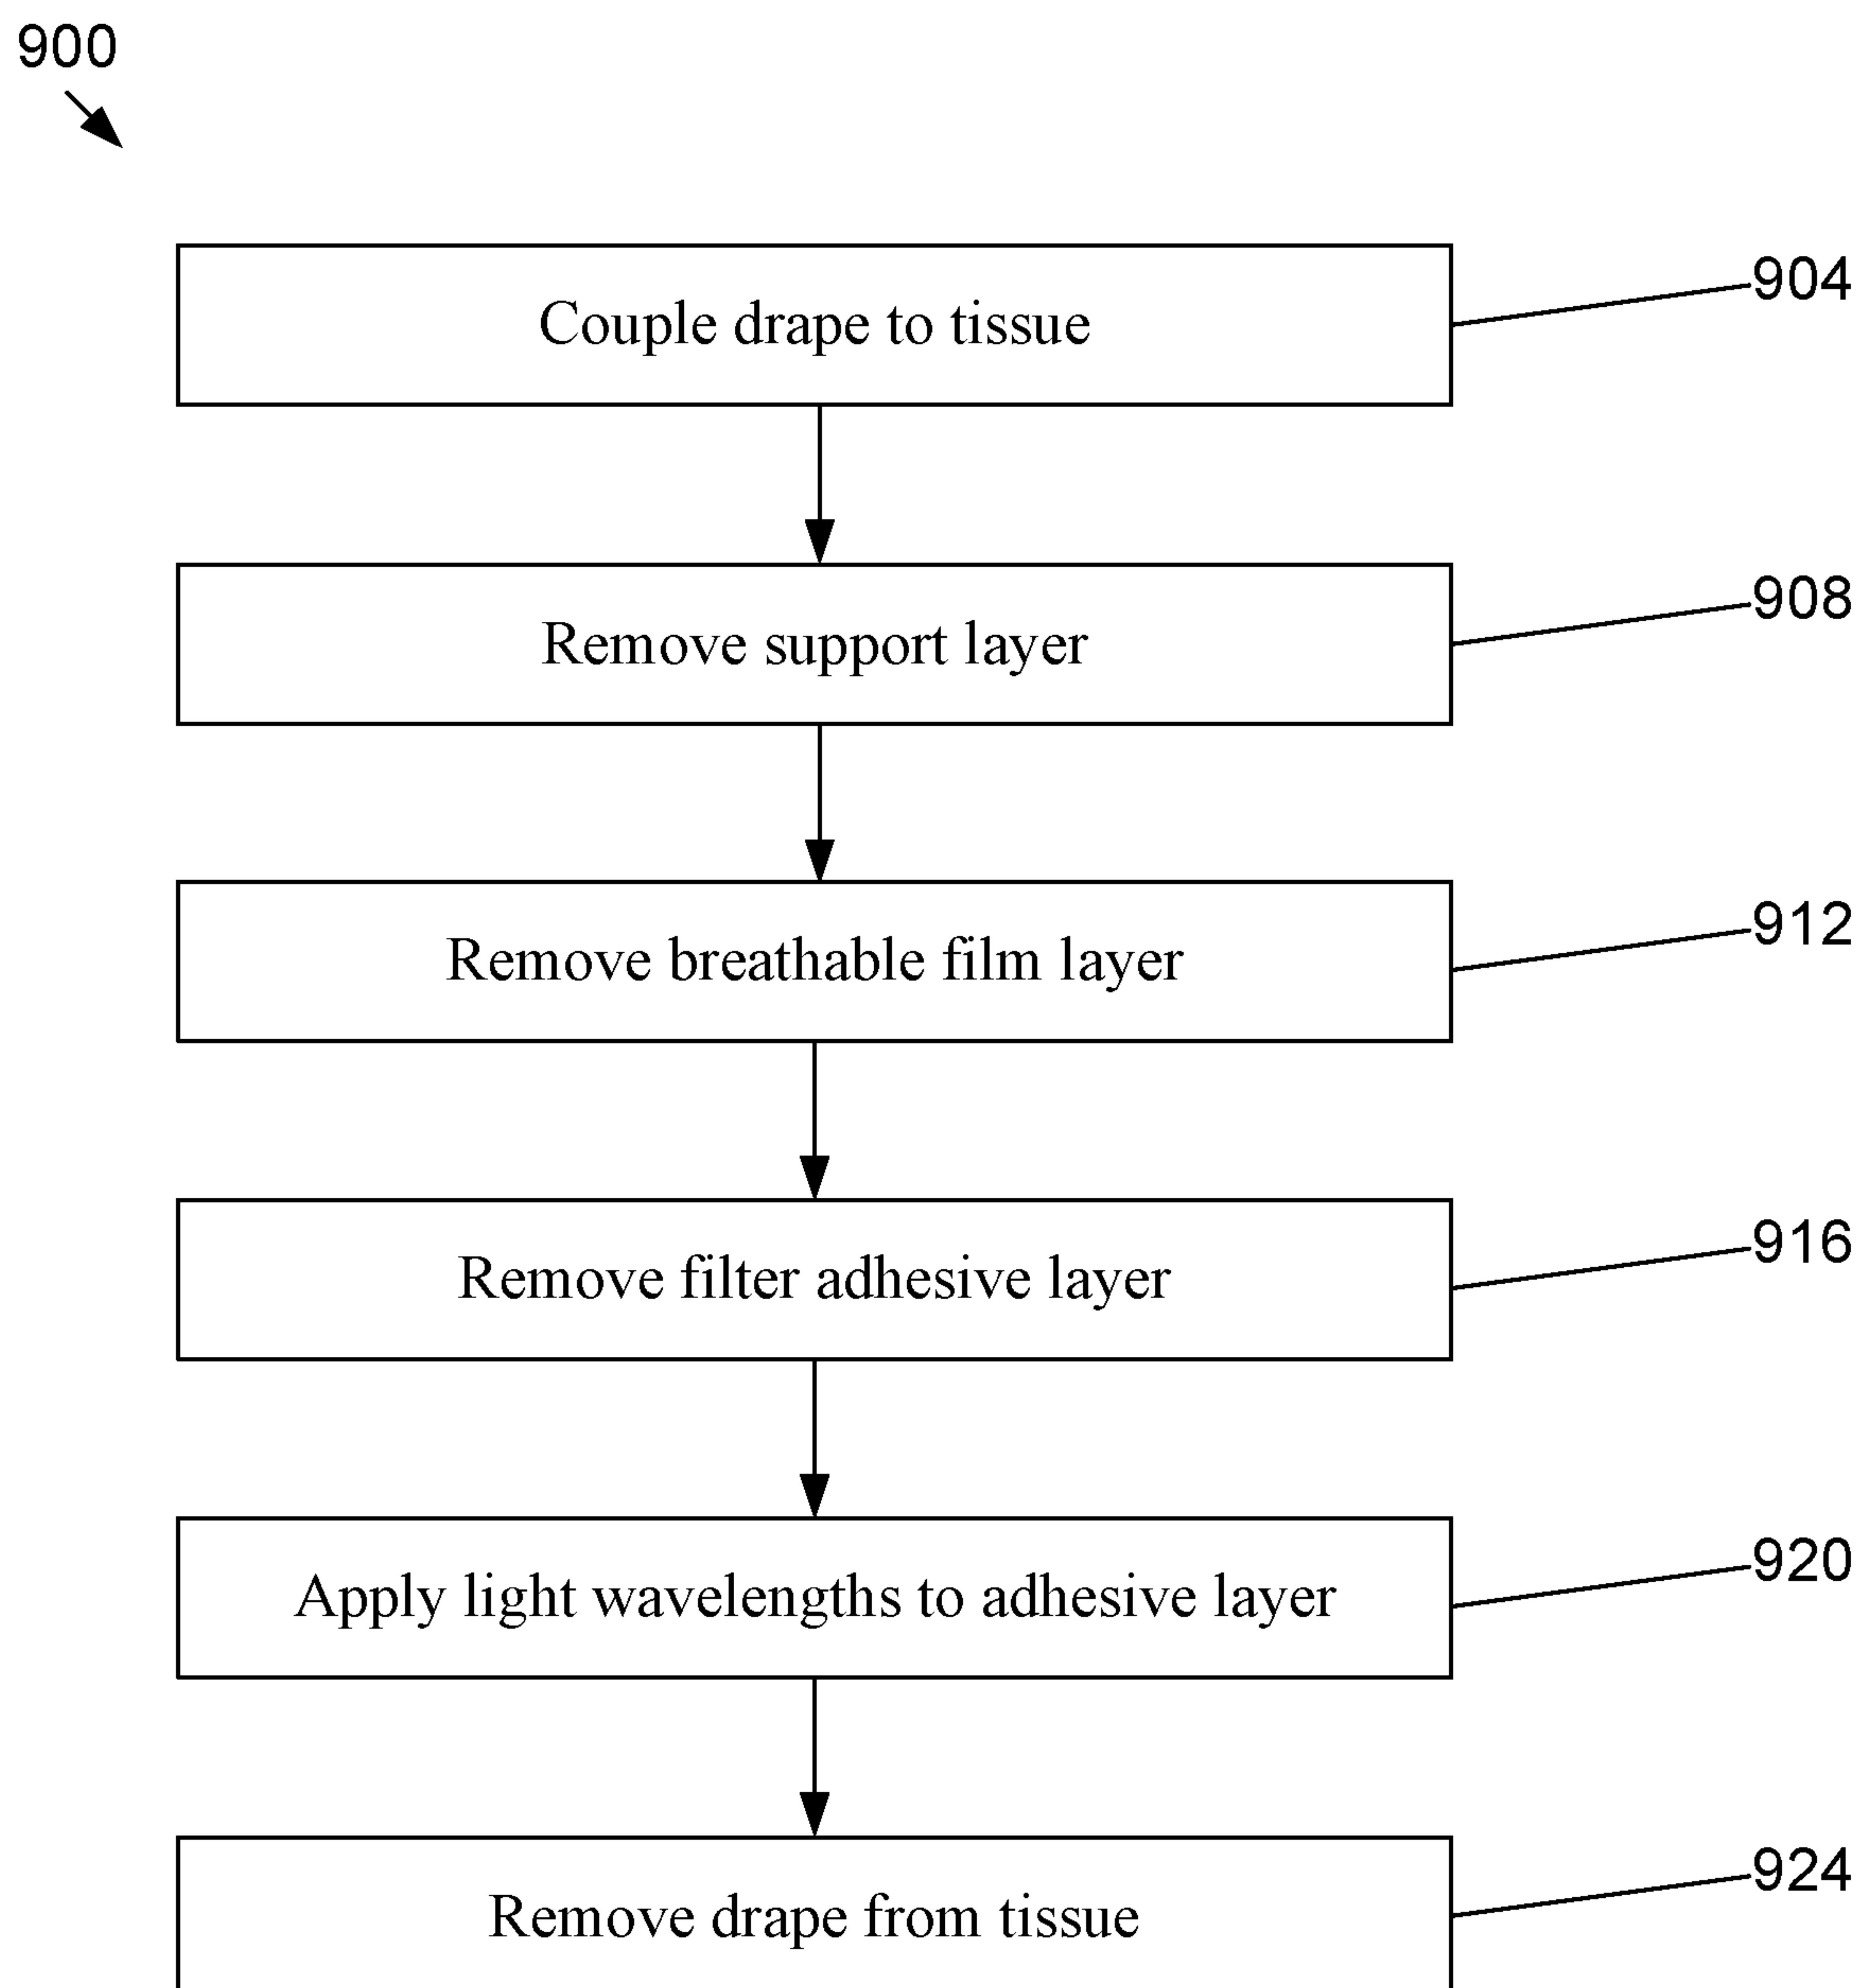 900
Couple drape to tissue
904
Remove support layer
908
Remove breathable film layer
912
Remove filter adhesive layer
916
Apply light wavelengths to adhesive layer
920
Remove drape from tissue
924